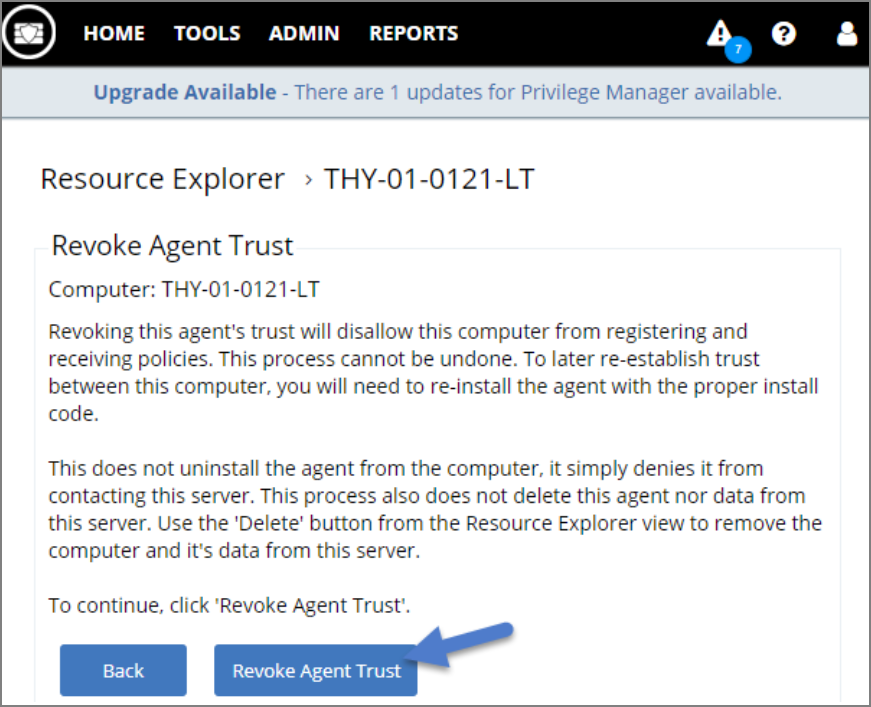 HOME TOOLS ADMIN REPORTS 7
Upgrade Available - There are 1 updates for Privilege Manager available.
Resource Explorer › THY-01-0121-LT
Revoke Agent Trust
Computer: THY-01-0121-LT
Revoking this agent's trust will disallow this computer from registering and
receiving policies. This process cannot be undone. To later re-establish trust
between this computer, you will need to re-install the agent with the proper install
code.
This does not uninstall the agent from the computer, it simply denies it from
contacting this server. This process also does not delete this agent nor data from
this server. Use the 'Delete' button from the Resource Explorer view to remove the
computer and it's data from this server.
To continue, click 'Revoke Agent Trust'.
Back Revoke Agent Trust